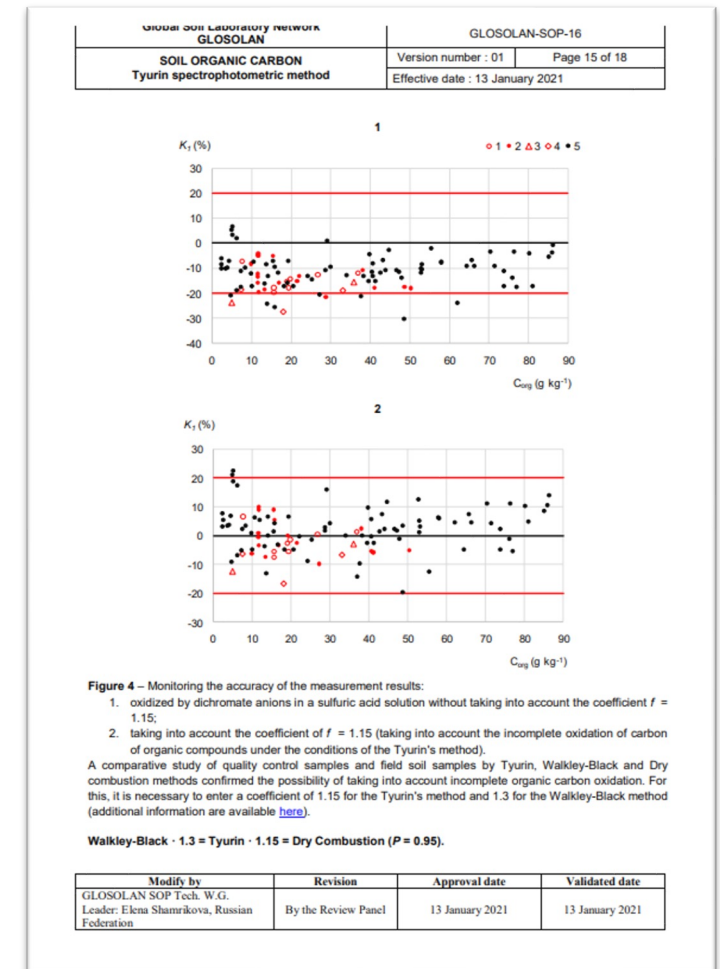 Global Soil Laboratory Network
GLOSOLAN
GLOSOLAN-SOP-16
SOIL ORGANIC CARBON
Tyurin spectrophotometric method
Version number : 01
Page 15 of 18
Effective date : 13 January 2021
1
K, (%)
1 2 3 4 5
30
20
10
0
-10
-20
-30
-40
0 10 20 30 40 50 60 70 80 90
Corg (g kg-1)
2
K, (%)
30
20
10
0
-10
-20
-30
0 10 20 30 40 50 60 70 80 90
Corg (g kg-1)
Figure 4 – Monitoring the accuracy of the measurement results:
1. oxidized by dichromate anions in a sulfuric acid solution without taking into account the coefficient f =
1.15;
2. taking into account the coefficient of f = 1.15 (taking into account the incomplete oxidation of carbon
of organic compounds under the conditions of the Tyurin's method).
A comparative study of quality control samples and field soil samples by Tyurin, Walkley-Black and Dry
combustion methods confirmed the possibility of taking into account incomplete organic carbon oxidation. For
this, it is necessary to enter a coefficient of 1.15 for the Tyurin's method and 1.3 for the Walkley-Black method
(additional information are available here).
Walkley-Black · 1.3 = Tyurin · 1.15 = Dry Combustion (P = 0.95).
Modify by
Revision
Approval date
Validated date
GLOSOLAN SOP Tech. W.G.
Leader: Elena Shamrikova, Russian
Federation
By the Review Panel
13 January 2021
13 January 2021